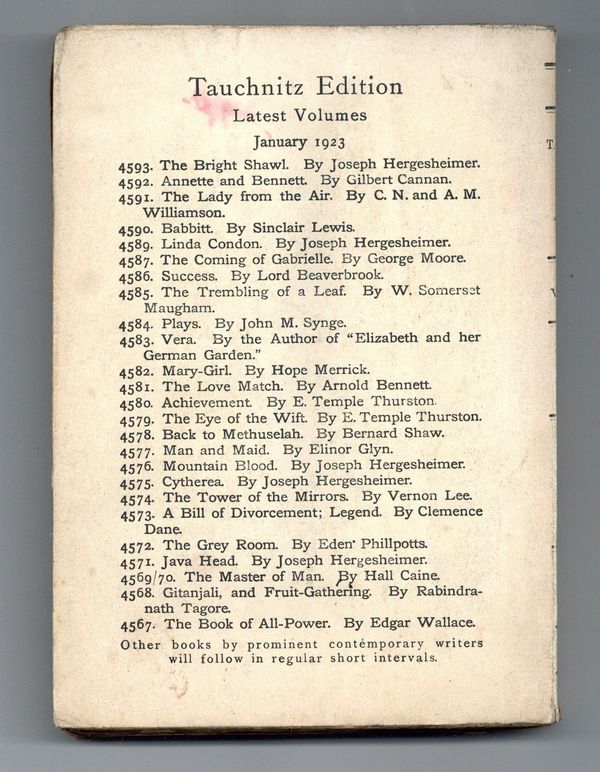 Tauchnitz Edition
Latest Volumes
January 1923
4593. The Bright Shawl. By Joseph Hergesheimer.
4592. Annette and Bennett. By Gilbert Cannan.
4591. The Lady from the Air. By C. N. and A. M.
Williamson.
4590. Babbitt. By Sinclair Lewis.
4589. Linda Condon. By Joseph Hergesheimer.
4587. The Coming of Gabrielle. By George Moore.
4586. Success. By Lord Beaverbrook.
4585. The Trembling of a Leaf. By W. Somerset
Maugham.
4584. Plays. By John M. Synge.
4583. Vera. By the Author of “Elizabeth and her
German Garden.”
4582. Mary-Girl. By Hope Merrick.
4581. The Love Match. By Arnold Bennett.
4580. Achievement. By E. Temple Thurston.
4579. The Eye of the Wift. By E. Temple Thurston.
4578. Back to Methuselah. By Bernard Shaw.
4577. Man and Maid. By Elinor Glyn.
4576. Mountain Blood. By Joseph Hergesheimer.
4575. Cytherea. By Joseph Hergesheimer.
4574. The Tower of the Mirrors. By Vernon Lee.
4573. A Bill of Divorcement; Legend. By Clemence
Dane.
4572. The Grey Room. By Eden Phillpotts.
4571. Java Head. By Joseph Hergesheimer.
4569/70. The Master of Man. By Hall Caine.
4568. Gitanjali, and Fruit-Gathering. By Rabindra-
nath Tagore.
4567. The Book of All-Power. By Edgar Wallace.
Other books by prominent contémporary writers
will follow in regular short intervals.